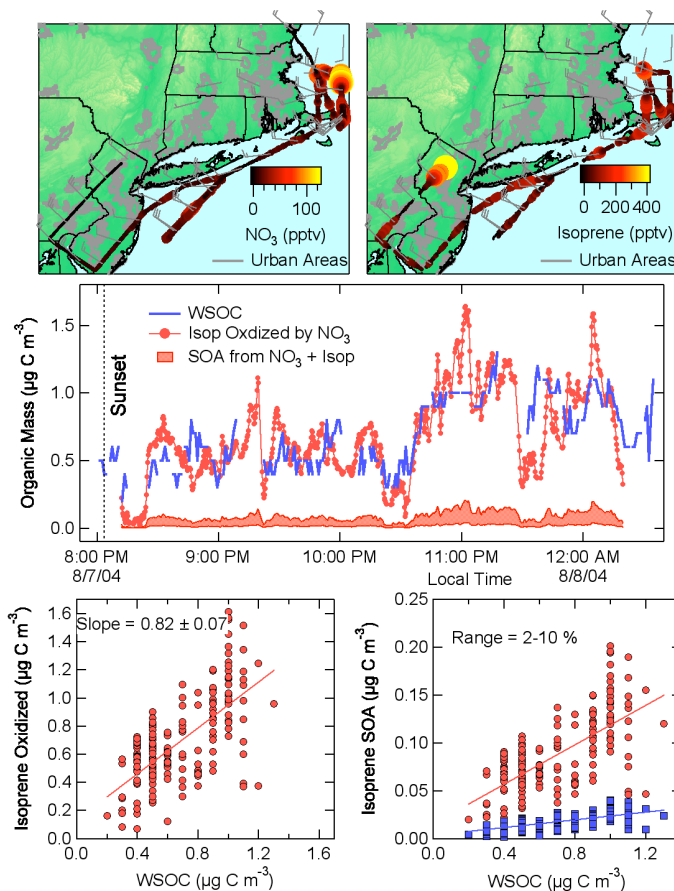 0 100
NO3 (pptv)
Urban Areas
0 200 400
Isoprene (pptv)
Urban Areas
WSOC
Isop Oxdized by NO3
SOA from NO3 + Isop
Sunset
Organic Mass (µg C m-3)
1.5
1.0
0.5
0.0
8:00 PM 9:00 PM 10:00 PM 11:00 PM 12:00 AM
8/7/04 Local Time 8/8/04
Slope = 0.82 ± 0.07
Isoprene Oxidized (µg C m-3)
1.6
1.4
1.2
1.0
0.8
0.6
0.4
0.2
0.0
0.4 0.8 1.2 1.6
WSOC (µg C m-3)
Range = 2-10 %
Isoprene SOA (µg C m-3)
0.25
0.20
0.15
0.10
0.05
0.00
0.0 0.4 0.8 1.2
WSOC (µg C m-3)